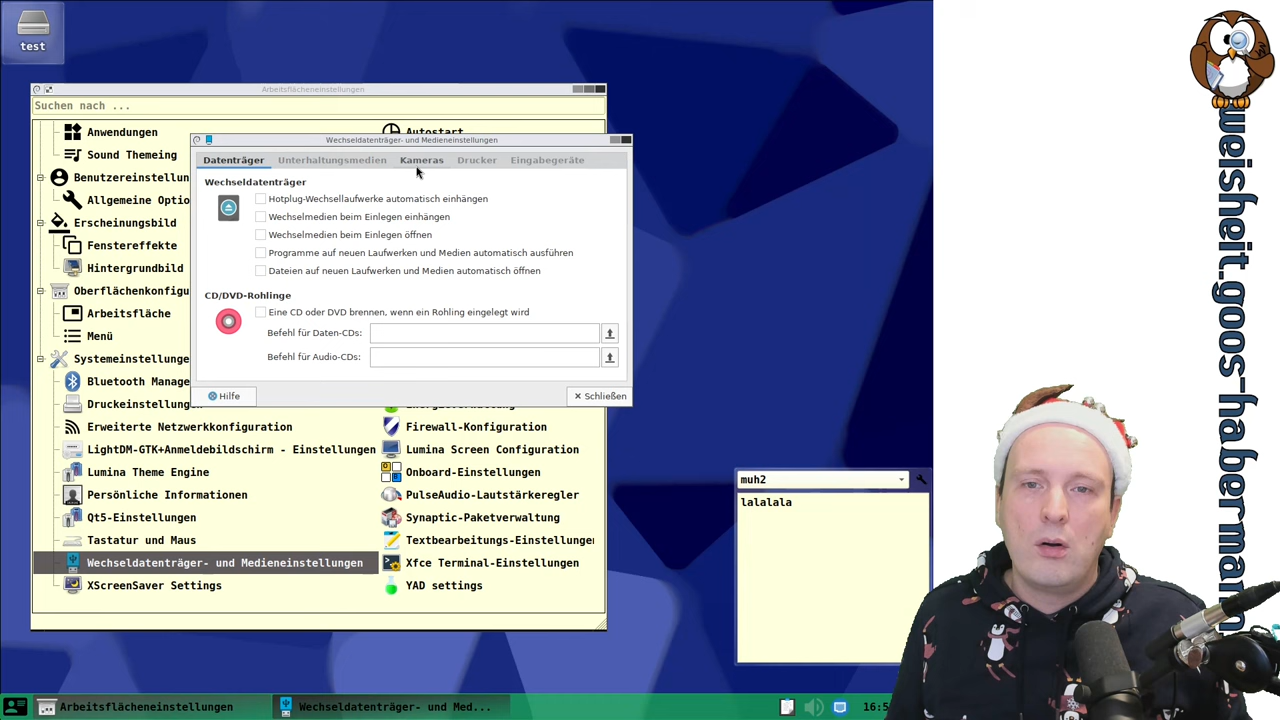 test
Arbeitsflächeneinstellungen
Suchen nach ...
Anwendungen
Autostart
Sound Themeing
Allgemeine Optio
Erscheinungsbild
Fenstereffekte
Hintergrundbild
Oberflächenkonfigu
Arbeitsfläche
Menü
Bluetooth Manage
Erweiterte Netzwerkkonfiguration
Firewall-Konfiguration
LightDM-GTK+Anmeldebildschirm - Einstellungen
Lumina Screen Configuration
Lumina Theme Engine
Onboard-Einstellungen
Persönliche Informationen
PulseAudio-Lautstärkeregler
Qt5-Einstellungen
Synaptic-Paketverwaltung
Tastatur und Maus
Textbearbeitungs-Einstellungen
Wechseldatenträger- und Medieneinstellungen
Xfce Terminal-Einstellungen
XScreenSaver Settings
YAD settings
Wechseldatenträger- und Medieneinstellungen
Datenträger Unterhaltungsmedien Kameras Drucker Eingabegeräte
Wechseldatenträger
Hotplug-Wechsellaufwerke automatisch einhängen
Wechselmedien beim Einlegen einhängen
Wechselmedien beim Einlegen öffnen
Programme auf neuen Laufwerken und Medien automatisch ausführen
Dateien auf neuen Laufwerken und Medien automatisch öffnen
CD/DVD-Rohlinge
Eine CD oder DVD brennen, wenn ein Rohling eingelegt wird
Befehl für Daten-CDs:
Befehl für Audio-CDs:
Hilfe
Schließen
muh2
lalalala
Arbeitsflächeneinstellungen
Wechseldatenträger- und Med...
weisheit.goos-habermann